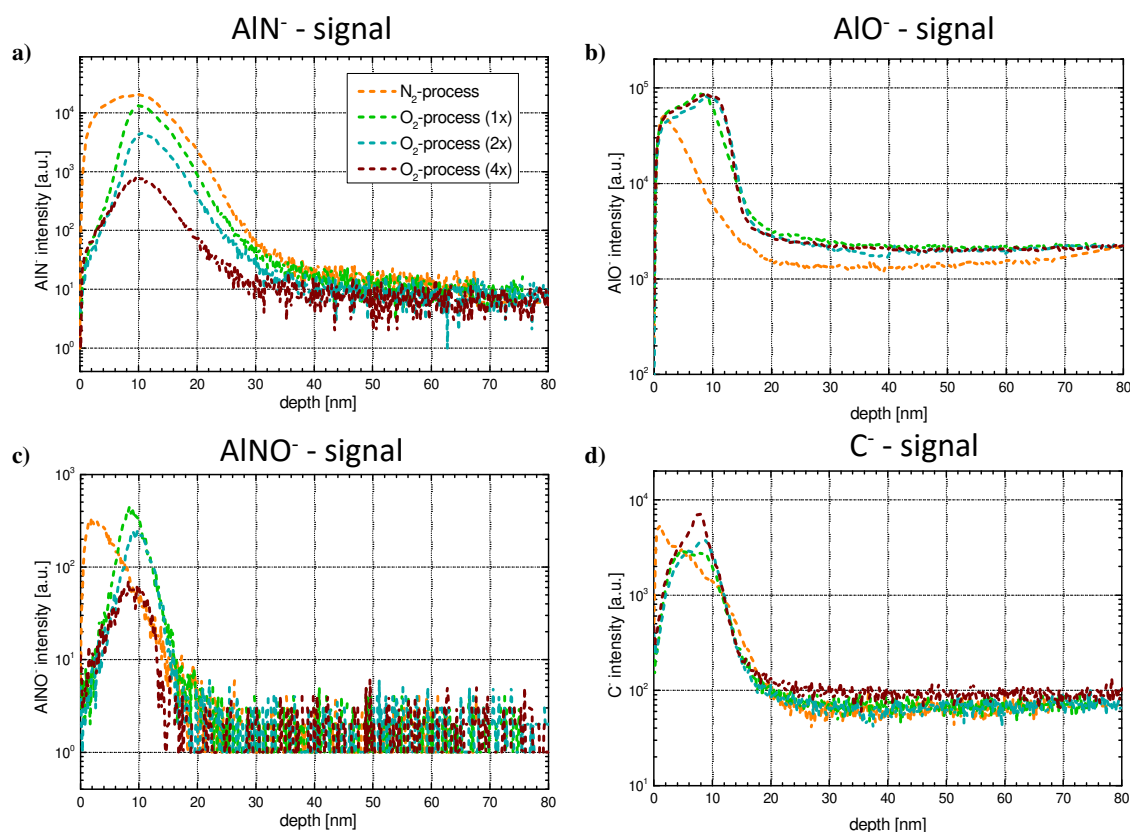 a)
AlN⁻ - signal
AlN⁻ intensity [a.u.]
10⁴
10³
10²
10¹
10⁰
N₂-process
O₂-process (1x)
O₂-process (2x)
O₂-process (4x)
0 10 20 30 40 50 60 70 80
depth [nm]
b)
AlO⁻ - signal
AlO⁻ intensity [a.u.]
10⁵
10⁴
10³
10²
0 10 20 30 40 50 60 70 80
depth [nm]
c)
AlNO⁻ - signal
AlNO⁻ intensity [a.u.]
10³
10²
10¹
10⁰
0 10 20 30 40 50 60 70 80
depth [nm]
d)
C⁻ - signal
C⁻ intensity [a.u.]
10⁴
10³
10²
10¹
0 10 20 30 40 50 60 70 80
depth [nm]